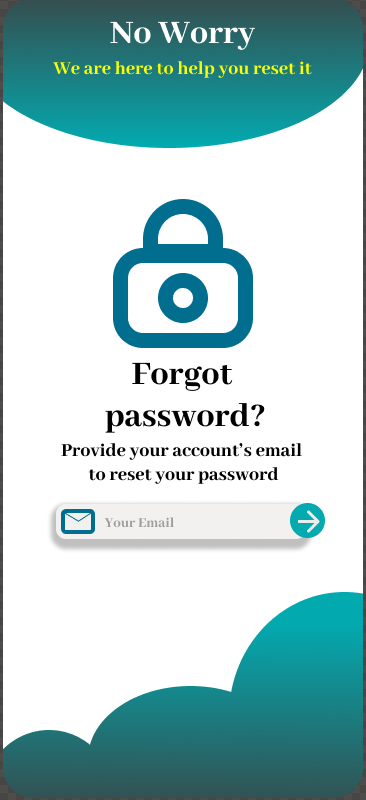 No Worry
We are here to help you reset it
Forgot
password?
Provide your account's email
to reset your password
Your Email